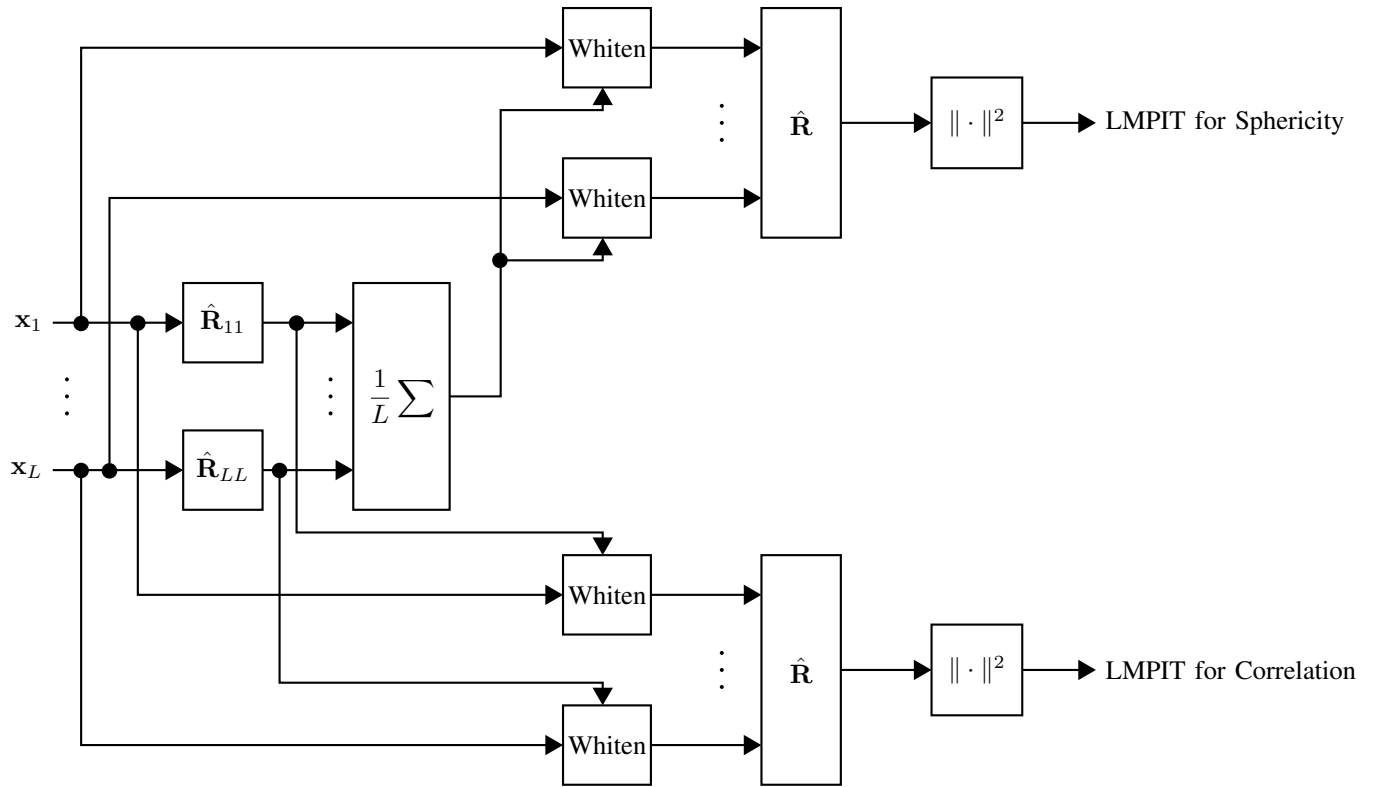 Whiten
R̂
‖ · ‖²
LMPIT for Sphericity
Whiten
x₁
R̂₁₁
1/L ∑
x_L
R̂_LL
Whiten
R̂
‖ · ‖²
LMPIT for Correlation
Whiten